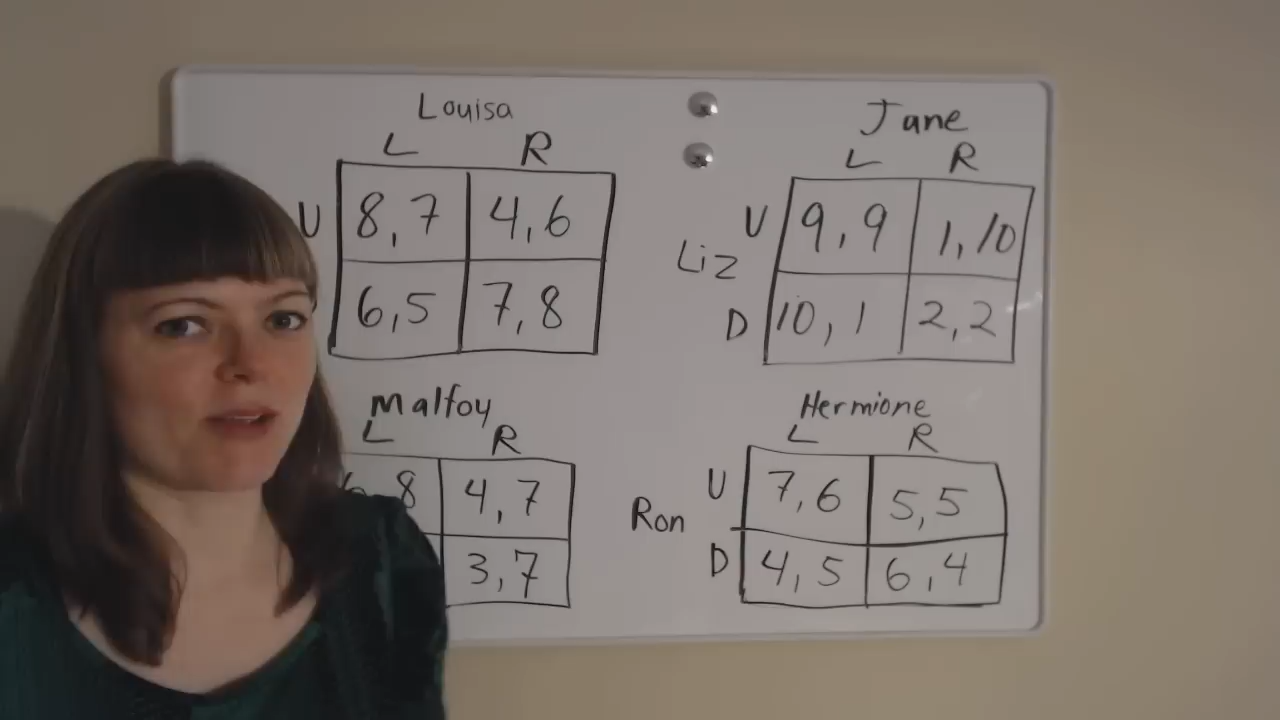 Louisa
L R
U 8,7 4,6
6,5 7,8
Jane
L R
U 9,9 1,10
Liz
D 10,1 2,2
Malfoy
L R
8 4,7
3,7
Hermione
L R
U 7,6 5,5
Ron
D 4,5 6,4